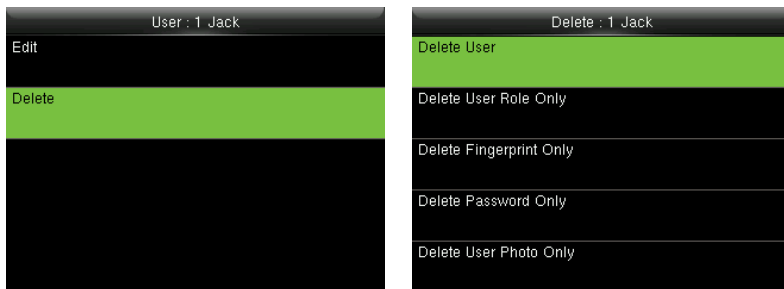 User : 1 Jack
Edit
Delete
Delete : 1 Jack
Delete User
Delete User Role Only
Delete Fingerprint Only
Delete Password Only
Delete User Photo Only